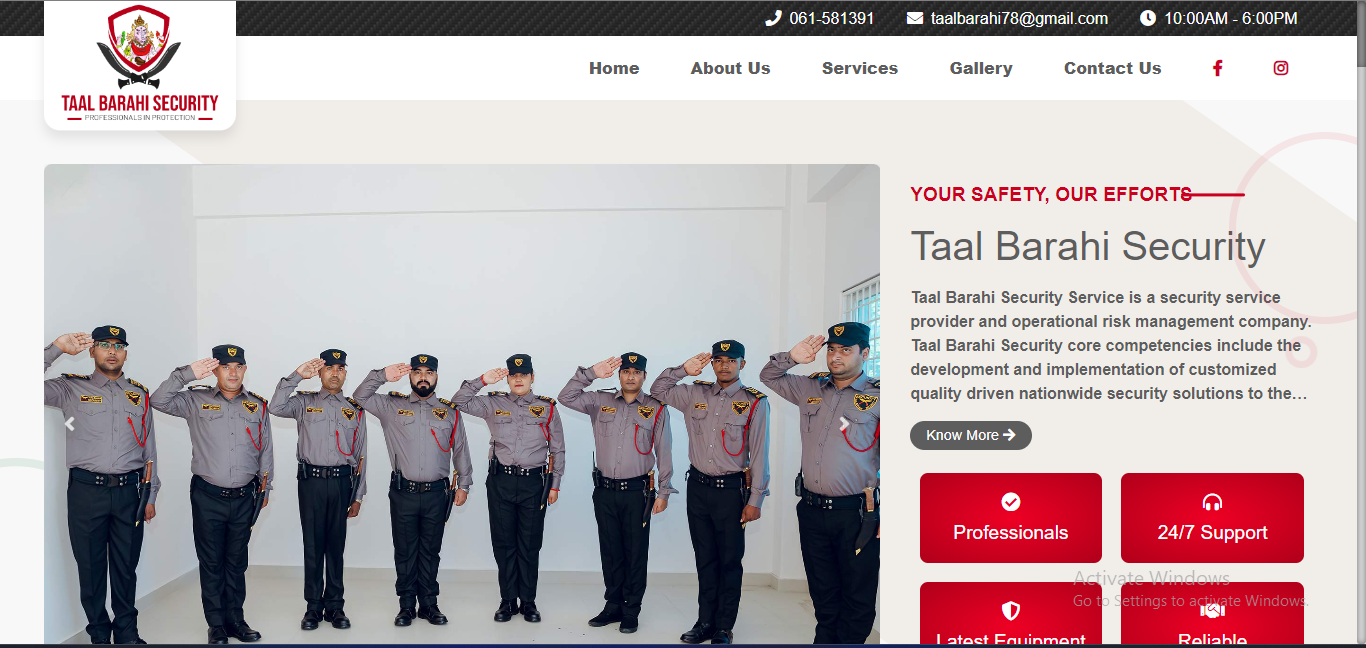 061-581391
taalbarahi78@gmail.com
10:00AM - 6:00PM
TAAL BARAHI SECURITY
PROFESSIONALS IN PROTECTION
Home
About Us
Services
Gallery
Contact Us
YOUR SAFETY, OUR EFFORTS
Taal Barahi Security
Taal Barahi Security Service is a security service
provider and operational risk management company.
Taal Barahi Security core competencies include the
development and implementation of customized
quality driven nationwide security solutions to the…
Know More
Professionals
24/7 Support
Activate Windows
Go to Settings to activate Windows.
Latest Equipment
Reliable